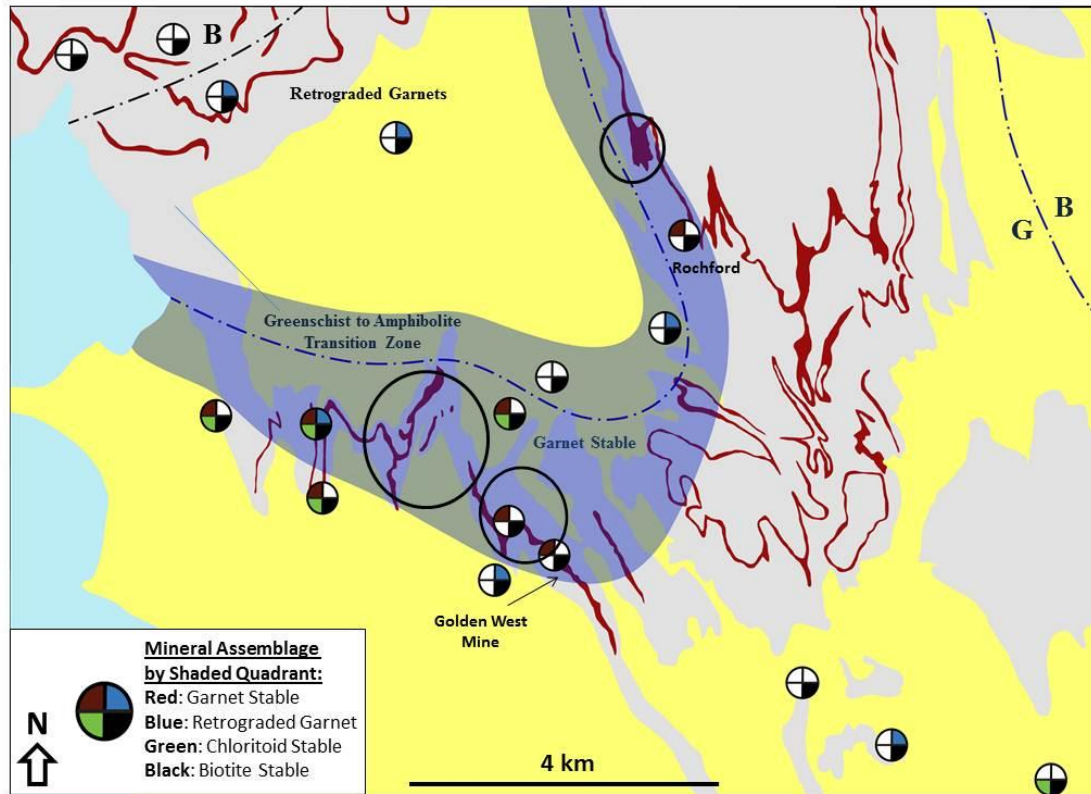 B
Retrograded Garnets
B
G
Rochford
Greenschist to Amphibolite
Transition Zone
Garnet Stable
Golden West
Mine
Mineral Assemblage
by Shaded Quadrant:
Red: Garnet Stable
Blue: Retrograded Garnet
Green: Chloritoid Stable
Black: Biotite Stable
N
4 km